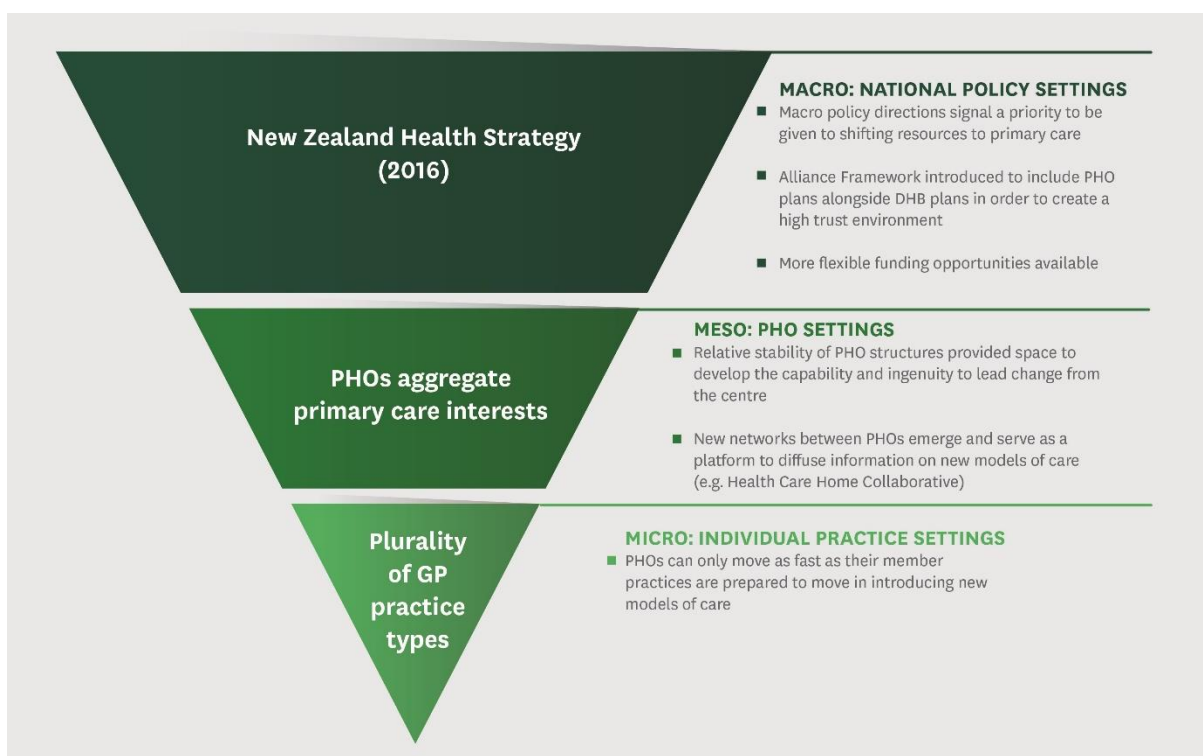 New Zealand Health Strategy
(2016)
MACRO: NATIONAL POLICY SETTINGS
■ Macro policy directions signal a priority to be
given to shifting resources to primary care
■ Alliance Framework introduced to include PHO
plans alongside DHB plans in order to create a
high trust environment
■ More flexible funding opportunities available
PHOs aggregate
primary care interests
MESO: PHO SETTINGS
■ Relative stability of PHO structures provided space to
develop the capability and ingenuity to lead change from
the centre
■ New networks between PHOs emerge and serve as a
platform to diffuse information on new models of care
(e.g. Health Care Home Collaborative)
Plurality
of GP
practice
types
MICRO: INDIVIDUAL PRACTICE SETTINGS
■ PHOs can only move as fast as their member
practices are prepared to move in introducing new
models of care